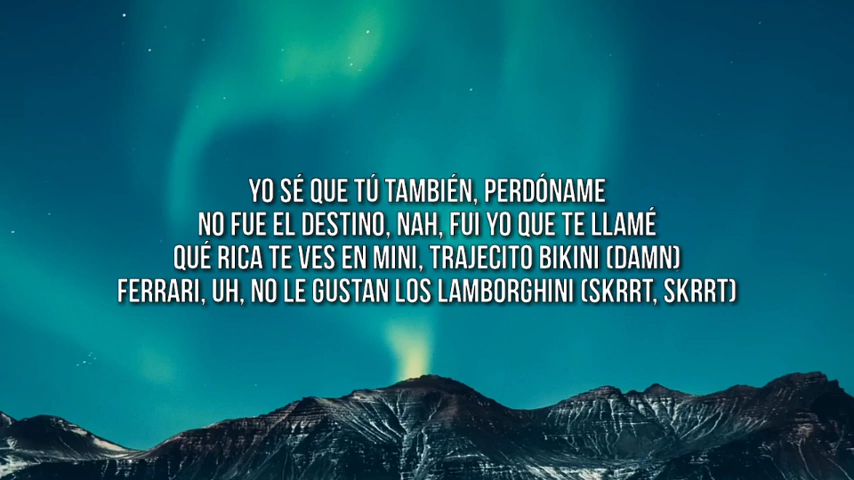 YO SÉ QUE TÚ TAMBIÉN, PERDÓNAME
NO FUE EL DESTINO, NAH, FUI YO QUE TE LLAMÉ
QUÉ RICA TE VES EN MINI, TRAJECITO BIKINI (DAMN)
FERRARI, UH, NO LE GUSTAN LOS LAMBORGHINI (SKRRT, SKRRT)